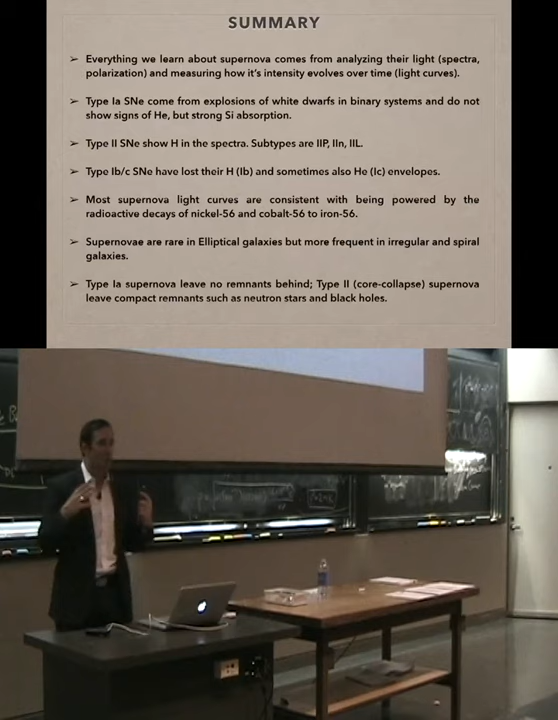 SUMMARY
➢ Everything we learn about supernova comes from analyzing their light (spectra,
polarization) and measuring how it's intensity evolves over time (light curves).
➢ Type Ia SNe come from explosions of white dwarfs in binary systems and do not
show signs of He, but strong Si absorption.
➢ Type II SNe show H in the spectra. Subtypes are IIP, IIn, IIL.
➢ Type Ib/c SNe have lost their H (Ib) and sometimes also He (Ic) envelopes.
➢ Most supernova light curves are consistent with being powered by the
radioactive decays of nickel-56 and cobalt-56 to iron-56.
➢ Supernovae are rare in Elliptical galaxies but more frequent in irregular and spiral
galaxies.
➢ Type Ia supernova leave no remnants behind; Type II (core-collapse) supernova
leave compact remnants such as neutron stars and black holes.